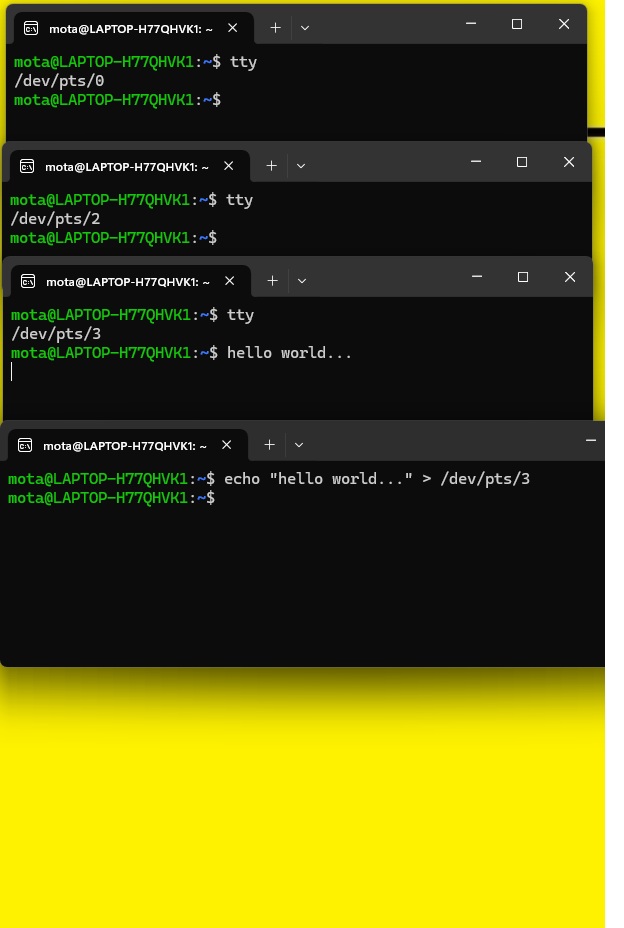 mota@LAPTOP-H77QHVK1: ~
mota@LAPTOP-H77QHVK1:~$ tty
/dev/pts/0
mota@LAPTOP-H77QHVK1:~$
mota@LAPTOP-H77QHVK1: ~
mota@LAPTOP-H77QHVK1:~$ tty
/dev/pts/2
mota@LAPTOP-H77QHVK1:~$
mota@LAPTOP-H77QHVK1: ~
mota@LAPTOP-H77QHVK1:~$ tty
/dev/pts/3
mota@LAPTOP-H77QHVK1:~$ hello world...
mota@LAPTOP-H77QHVK1: ~
mota@LAPTOP-H77QHVK1:~$ echo "hello world..." > /dev/pts/3
mota@LAPTOP-H77QHVK1:~$